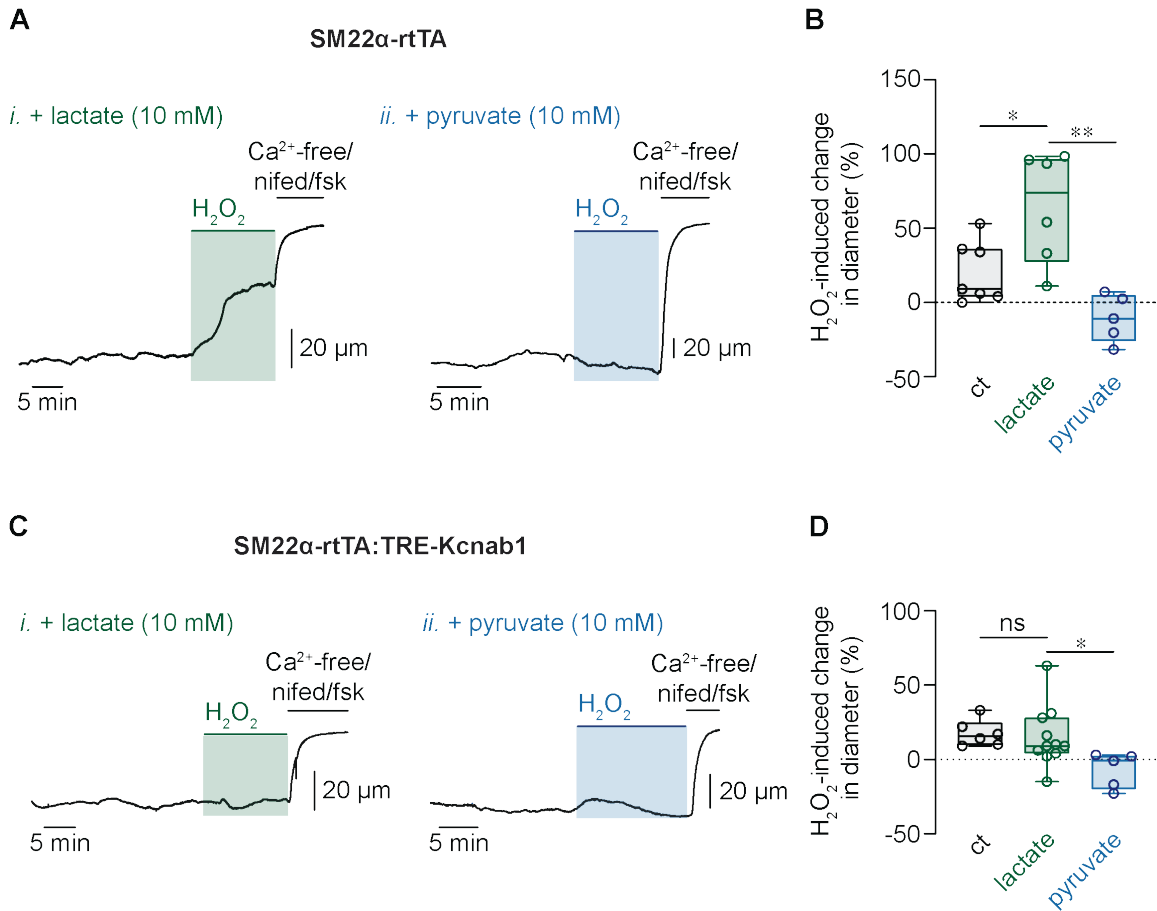 A
SM22α-rtTA
i. + lactate (10 mM)
ii. + pyruvate (10 mM)
Ca²⁺-free/
nifed/fsk
Ca²⁺-free/
nifed/fsk
H₂O₂
H₂O₂
20 µm
20 µm
5 min
5 min
B
H₂O₂-induced change
in diameter (%)
150
100
50
0
-50
*
**
ct
lactate
pyruvate
C
SM22α-rtTA:TRE-Kcnab1
i. + lactate (10 mM)
ii. + pyruvate (10 mM)
Ca²⁺-free/
nifed/fsk
Ca²⁺-free/
nifed/fsk
H₂O₂
H₂O₂
20 µm
20 µm
5 min
5 min
D
H₂O₂-induced change
in diameter (%)
100
50
0
-50
ns
*
ct
lactate
pyruvate